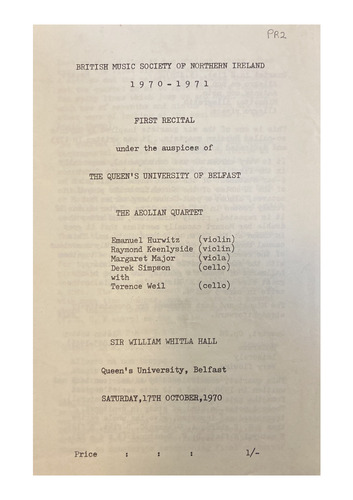 PR2
BRITISH MUSIC SOCIETY OF NORTHERN IRELAND
1970-1971
FIRST RECITAL
under the auspices of
THE QUEEN'S UNIVERSITY OF BELFAST
THE AEOLIAN QUARTET
Emanuel Hurwitz (violin)
Raymond Keenlyside (violin)
Margaret Major (viola)
Derek Simpson (cello)
with
Terence Weil (cello)
SIR WILLIAM WHITLA HALL
Queen's University, Belfast
SATURDAY,17TH OCTOBER,1970
Price : : : 1/-